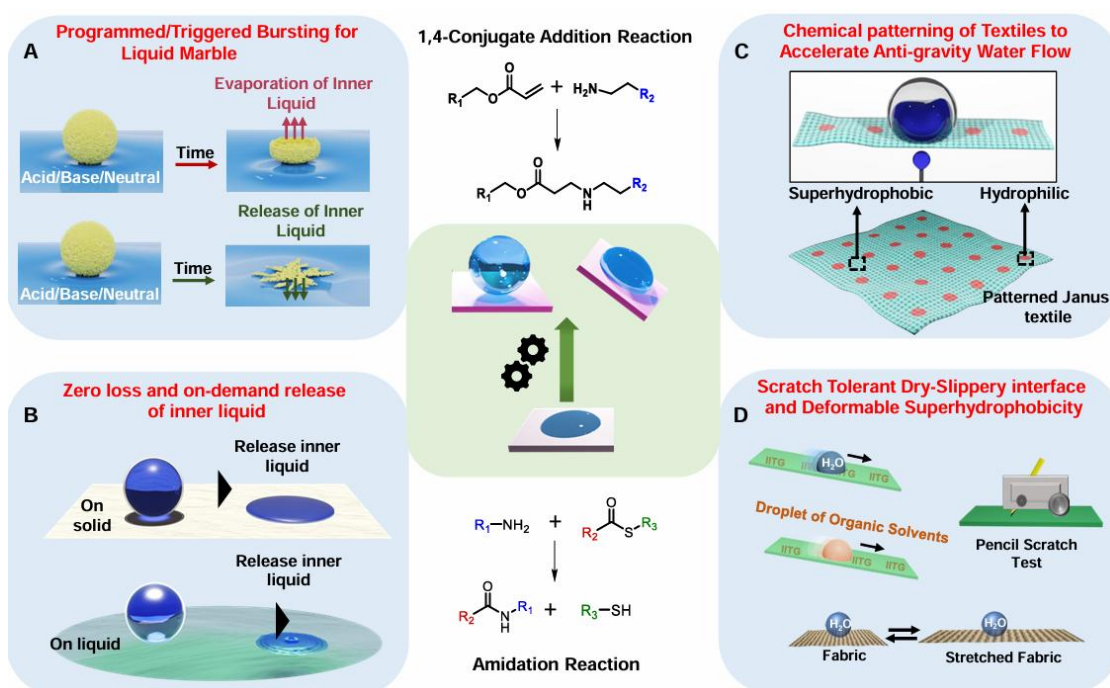 A
Programmed/Triggered Bursting for
Liquid Marble
Evaporation of Inner
Liquid
Time
Acid/Base/Neutral
Release of Inner
Liquid
Time
Acid/Base/Neutral
B
Zero loss and on-demand release
of inner liquid
Release inner
liquid
On
solid
Release inner
liquid
On liquid
1,4-Conjugate Addition Reaction
R1 O O + H2N R2
R1 O O N H R2
R1 NH2 + R2 O S R3
R2 O N H R1 + R3 SH
Amidation Reaction
C
Chemical patterning of Textiles to
Accelerate Anti-gravity Water Flow
Superhydrophobic
Hydrophilic
Patterned Janus
textile
D
Scratch Tolerant Dry-Slippery interface
and Deformable Superhydrophobicity
IITG II H2O IITG
Droplet of Organic Solvents
IITG IITG IITG
Pencil Scratch
Test
H2O
H2O
Fabric
Stretched Fabric